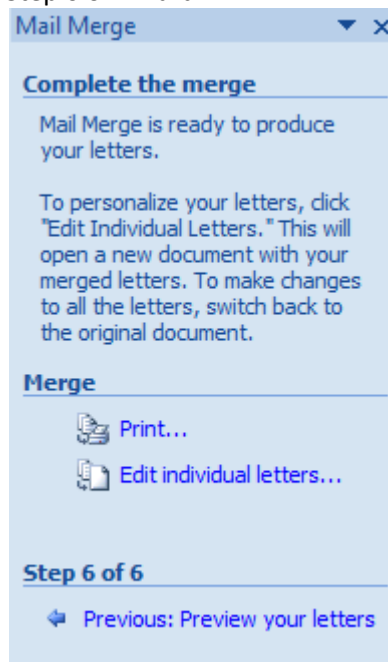 Mail Merge
Complete the merge
Mail Merge is ready to produce
your letters.
To personalize your letters, click
"Edit Individual Letters." This will
open a new document with your
merged letters. To make changes
to all the letters, switch back to
the original document.
Merge
Print...
Edit individual letters...
Step 6 of 6
Previous: Preview your letters